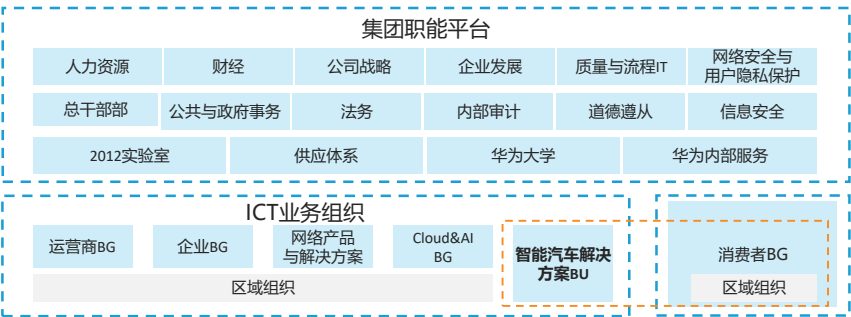 集团职能平台
人力资源
财经
公司战略
企业发展
质量与流程IT
网络安全与
用户隐私保护
总干部部
公共与政府事务
法务
内部审计
道德遵从
信息安全
2012实验室
供应体系
华为大学
华为内部服务
ICT业务组织
运营商BG
企业BG
网络产品
与解决方案
Cloud&AI
BG
智能汽车解决
方案BU
区域组织
消费者BG
区域组织